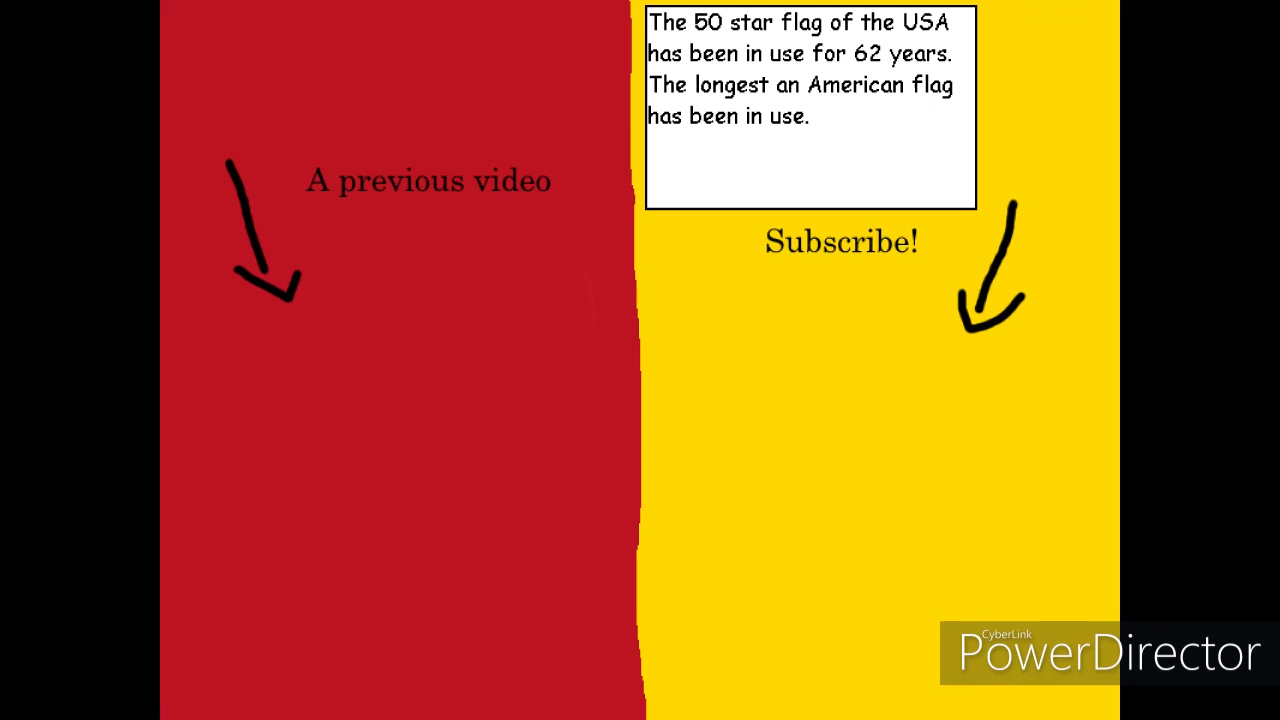 The 50 star flag of the USA
has been in use for 62 years.
The longest an American flag
has been in use.
A previous video
Subscribe!
CyberLink
PowerDirector